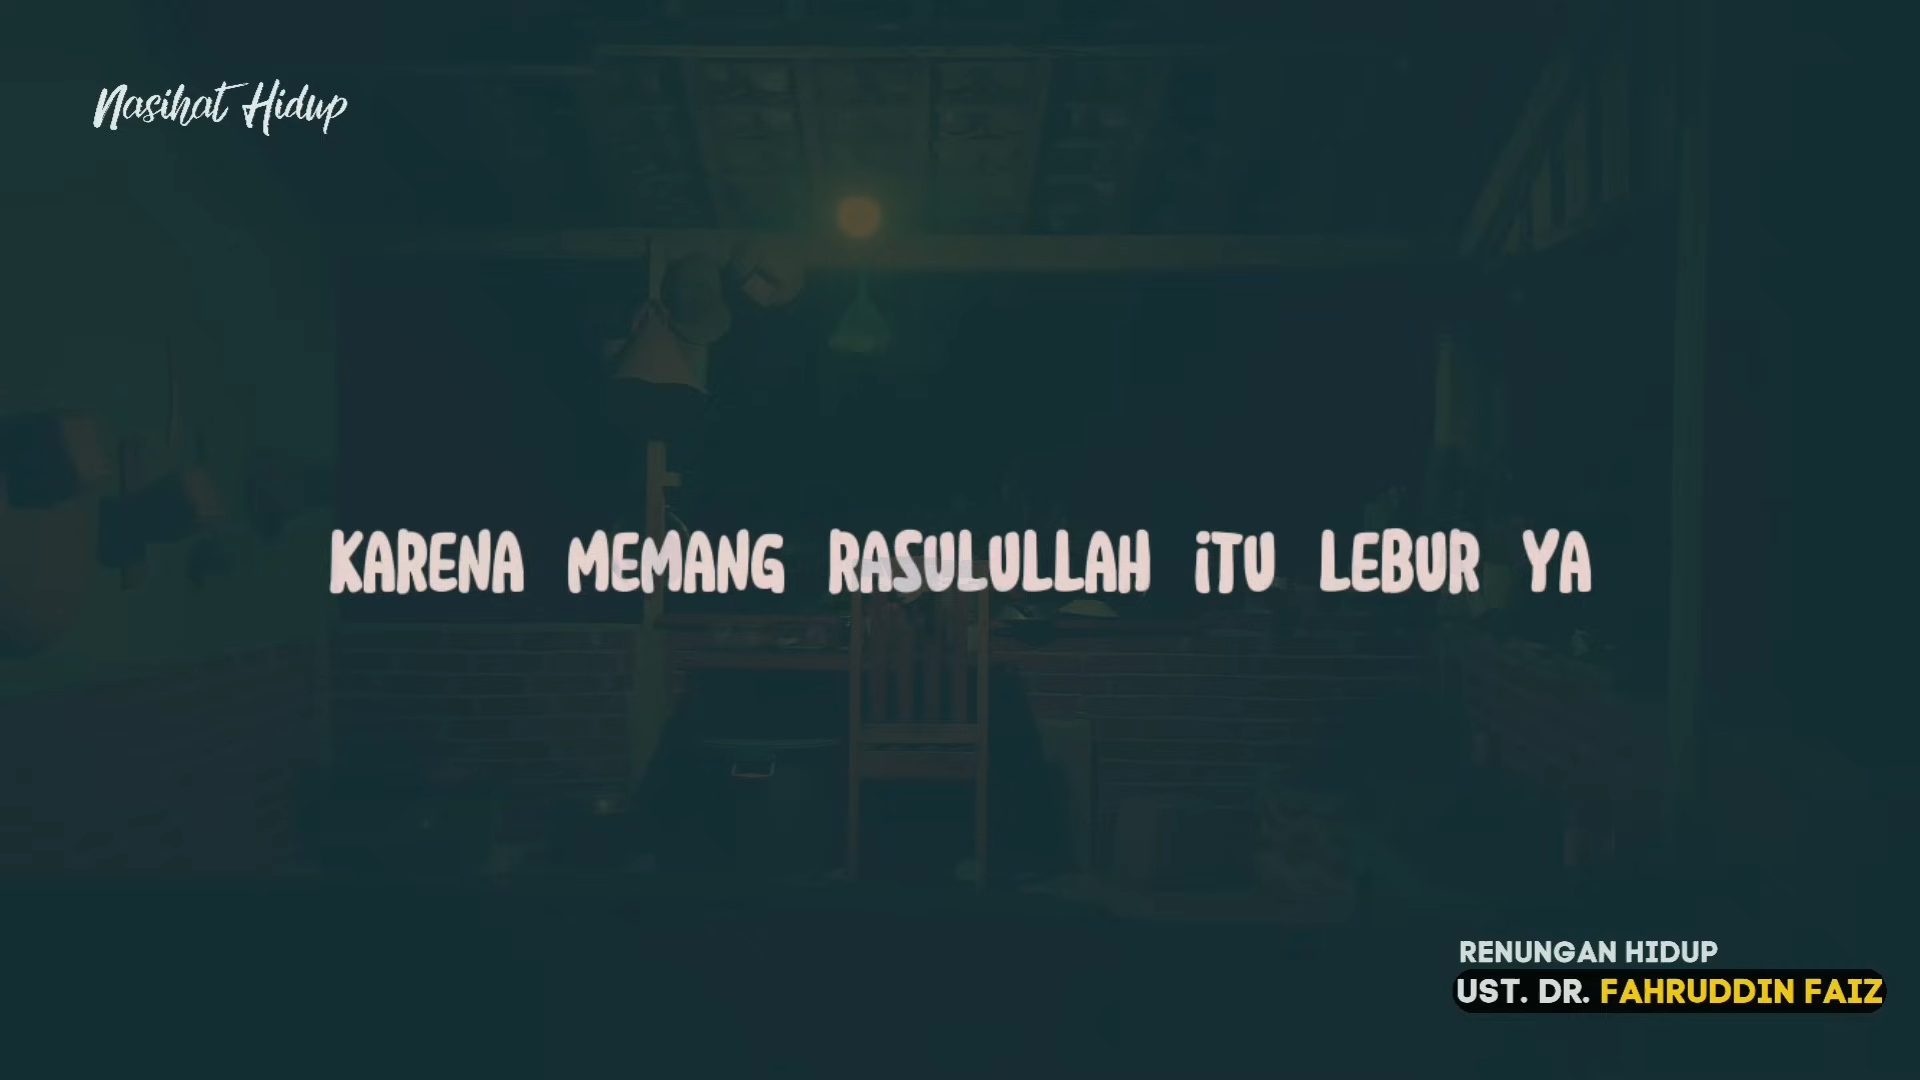 Nasihat Hidup
KARENA MEMANG RASULULLAH iTU LEBUR YA
RENUNGAN HIDUP
UST. DR. FAHRUDDIN FAIZ